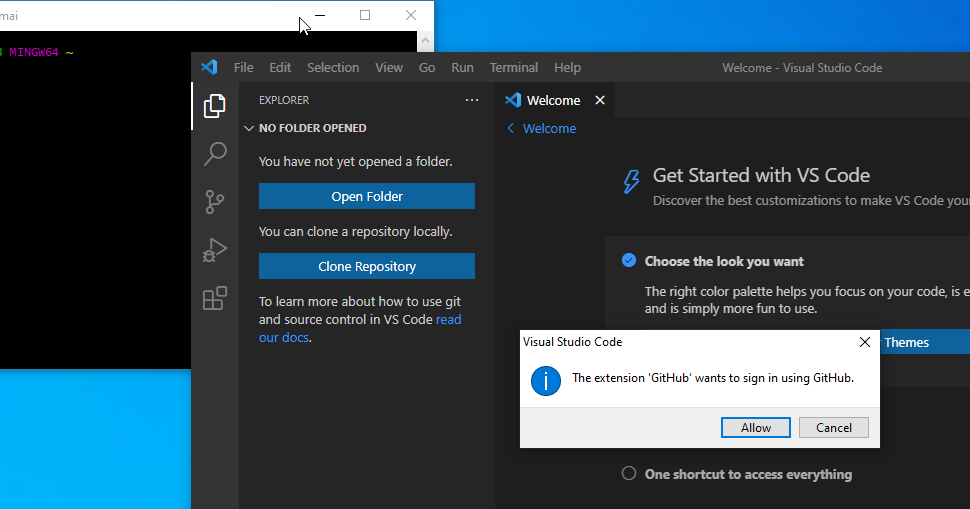 mai
MINGW64 ~
File Edit Selection View Go Run Terminal Help
Welcome - Visual Studio Code
EXPLORER
NO FOLDER OPENED
You have not yet opened a folder.
Open Folder
You can clone a repository locally.
Clone Repository
To learn more about how to use git
and source control in VS Code read
our docs.
Welcome
Welcome
Get Started with VS Code
Discover the best customizations to make VS Code your
Choose the look you want
The right color palette helps you focus on your code, is e
and is simply more fun to use.
Themes
Visual Studio Code
The extension 'GitHub' wants to sign in using GitHub.
Allow
Cancel
One shortcut to access everything